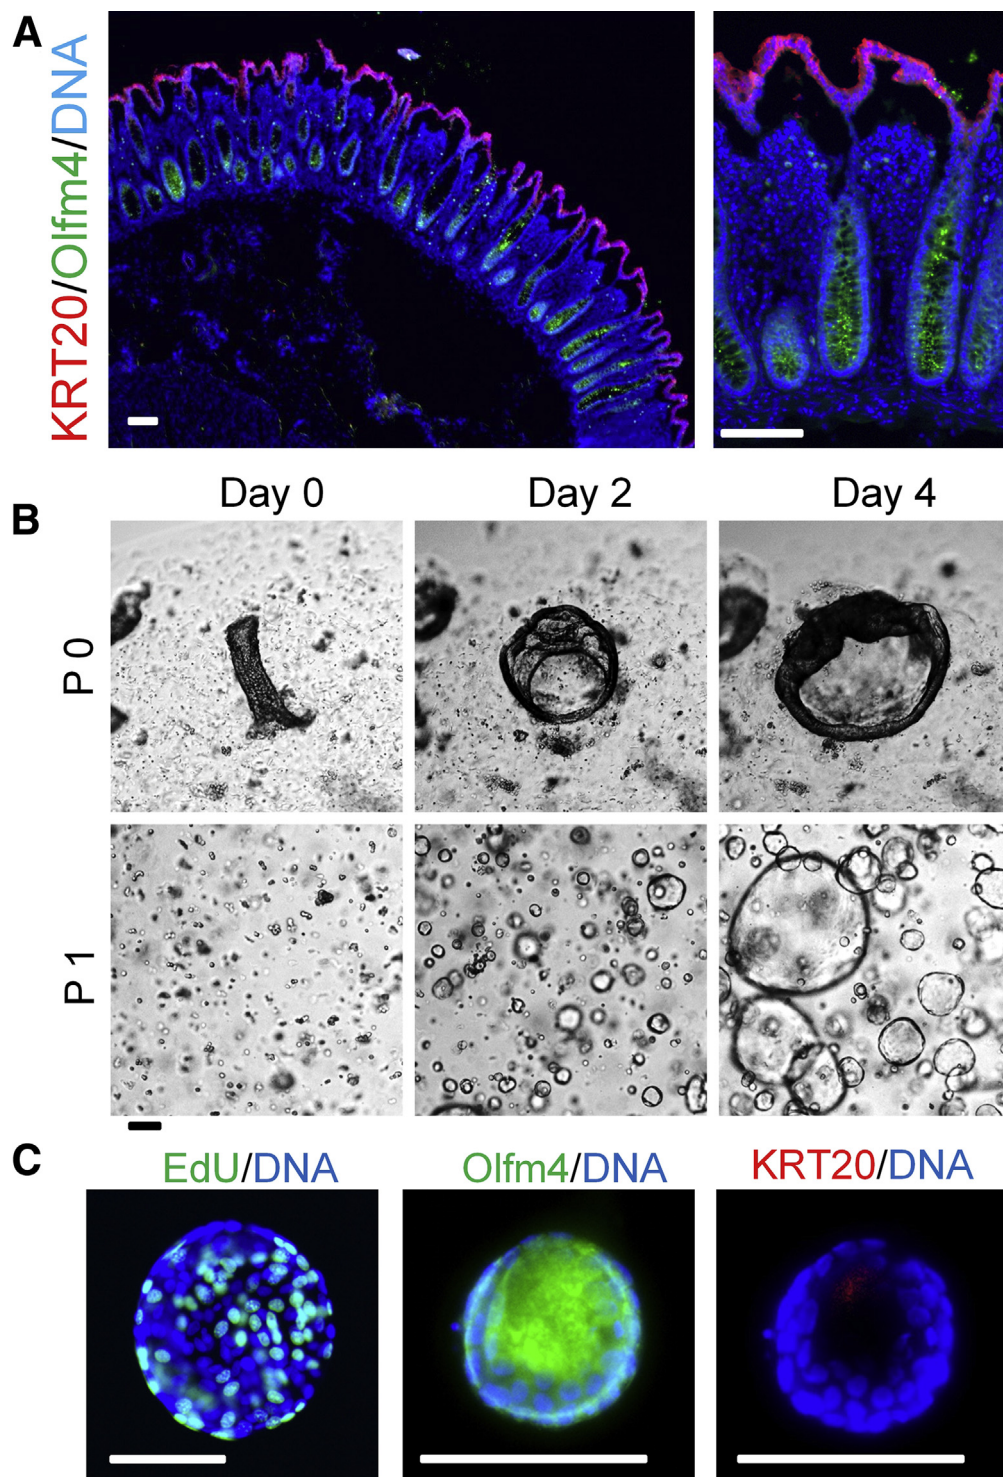 A
KRT20/Olfm4/DNA
B
Day 0
Day 2
Day 4
P 0
P 1
C
EdU/DNA
Olfm4/DNA
KRT20/DNA